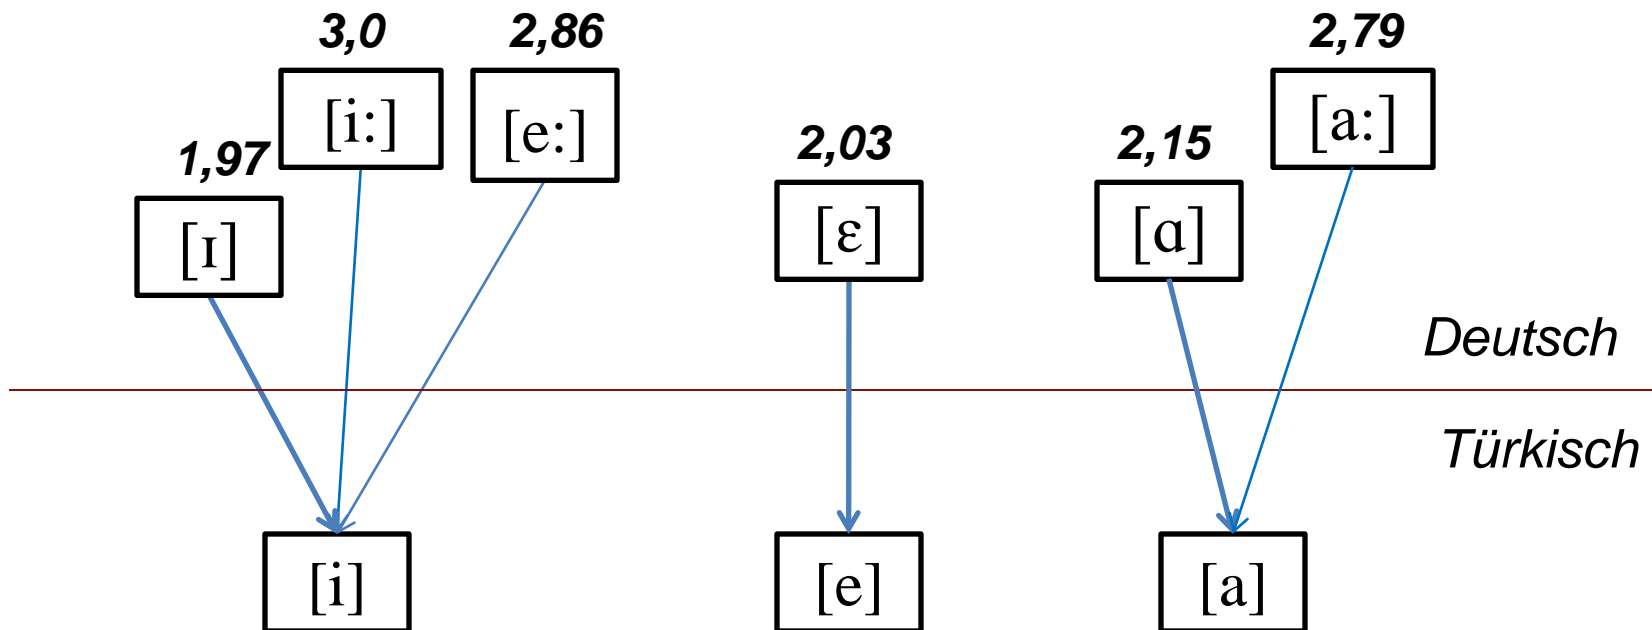 3,0
2,86
2,79
[i:]
[e:]
[a:]
1,97
2,03
2,15
[ɪ]
[ɛ]
[ɑ]
Deutsch
Türkisch
[i]
[e]
[a]